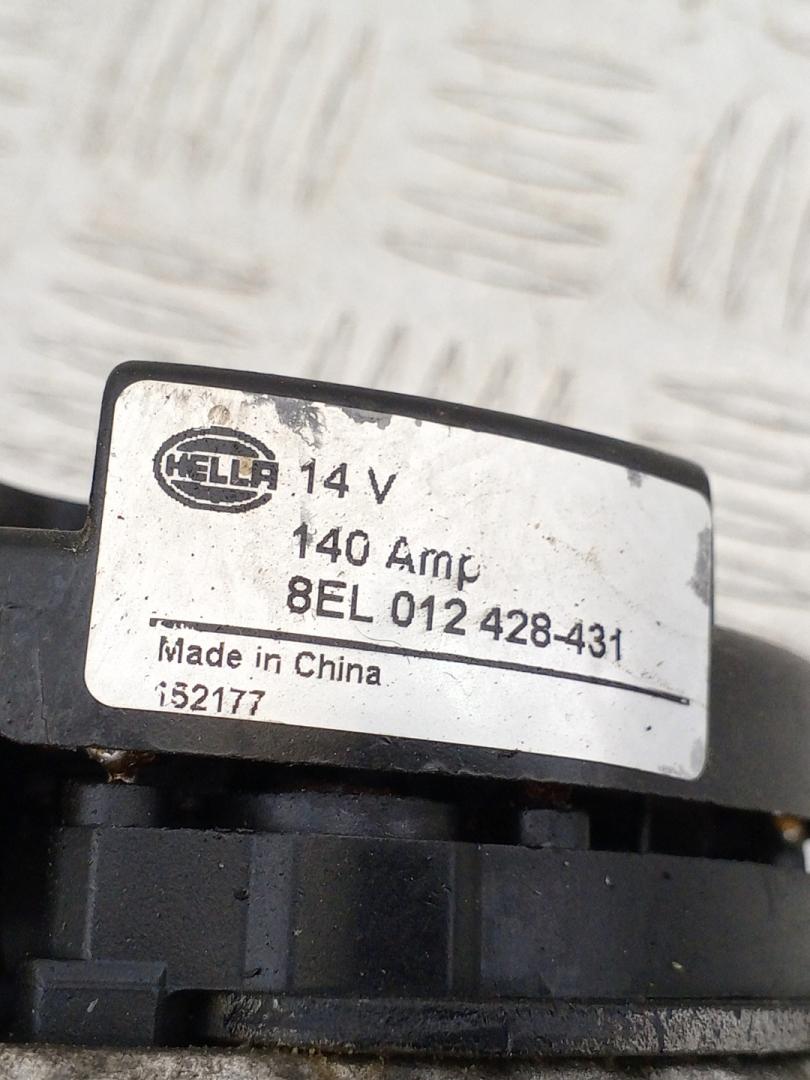 HELLA 14 V
140 Amp
8EL 012 428-431
Made in China
152177